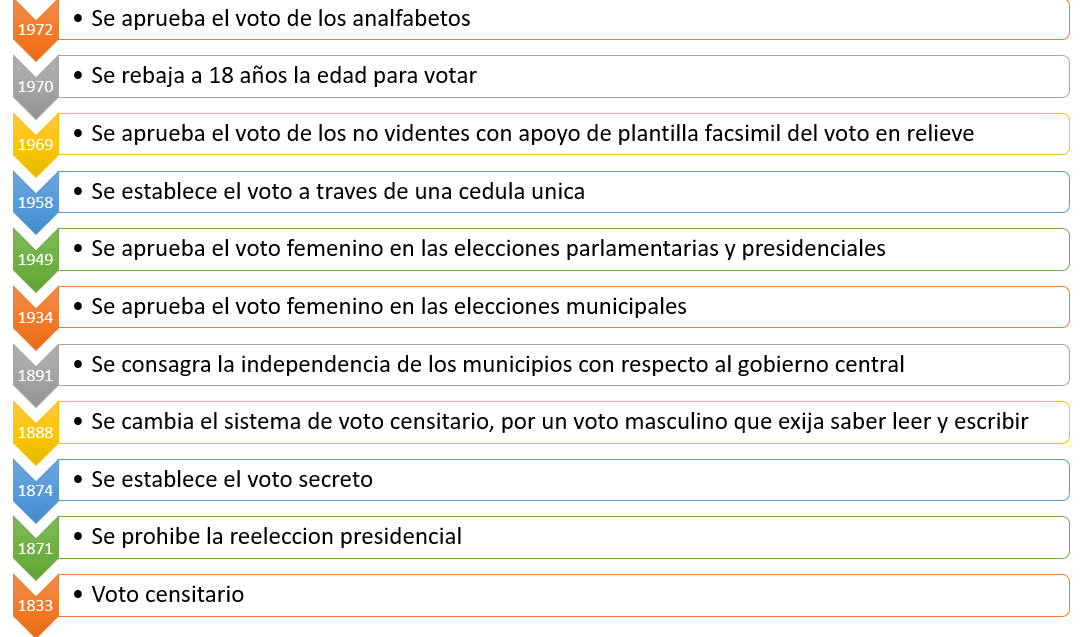 1972 • Se aprueba el voto de los analfabetos
1970 • Se rebaja a 18 años la edad para votar
1969 • Se aprueba el voto de los no videntes con apoyo de plantilla facsimil del voto en relieve
1958 • Se establece el voto a traves de una cedula unica
1949 • Se aprueba el voto femenino en las elecciones parlamentarias y presidenciales
1934 • Se aprueba el voto femenino en las elecciones municipales
1891 • Se consagra la independencia de los municipios con respecto al gobierno central
1888 • Se cambia el sistema de voto censitario, por un voto masculino que exija saber leer y escribir
1874 • Se establece el voto secreto
1871 • Se prohibe la reeleccion presidencial
1833 • Voto censitario